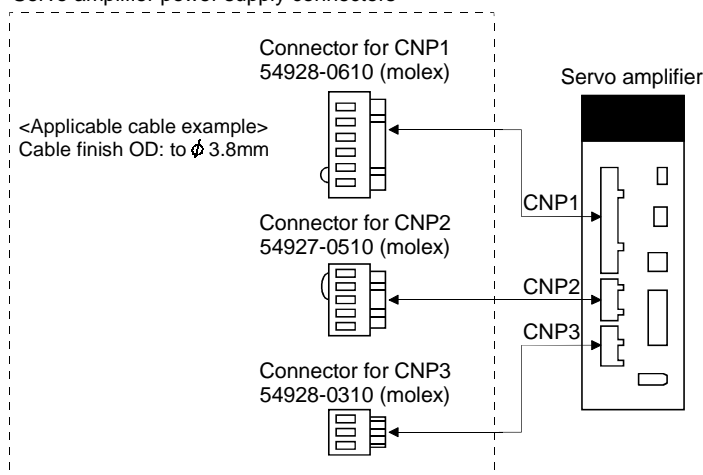 Servo amplifier power supply connectors
Connector for CNP1
54928-0610 (molex)
Servo amplifier
<Applicable cable example>
Cable finish OD: to ϕ 3.8mm
CNP1
Connector for CNP2
54927-0510 (molex)
CNP2
CNP3
Connector for CNP3
54928-0310 (molex)